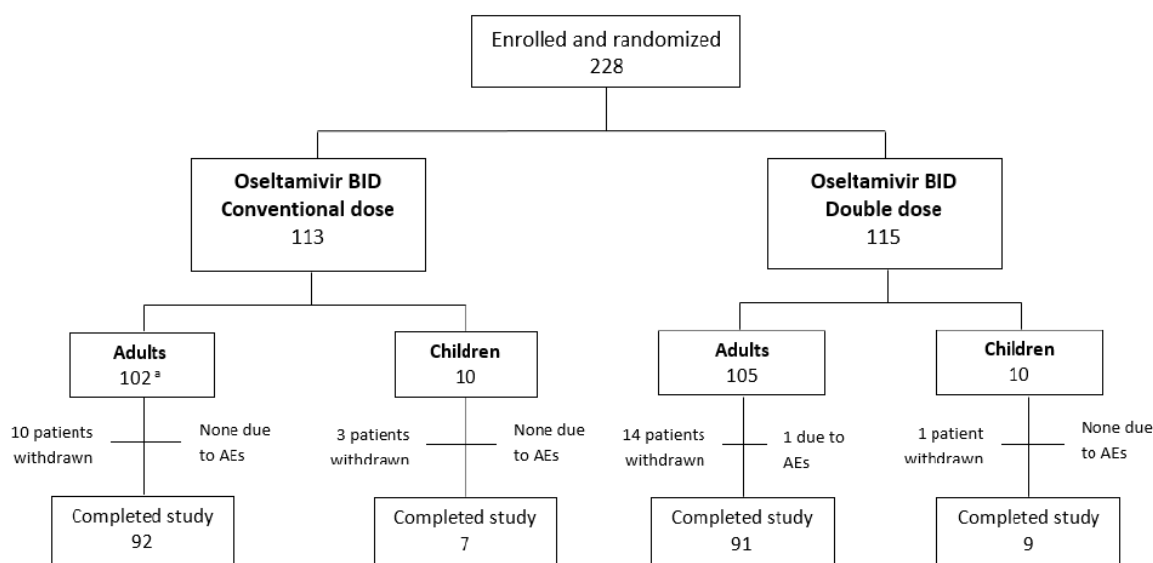 Enrolled and randomized
228
Oseltamivir BID
Conventional dose
113
Oseltamivir BID
Double dose
115
Adults
102 a
Children
10
Adults
105
Children
10
10 patients
withdrawn
None due
to AEs
3 patients
withdrawn
None due
to AEs
14 patients
withdrawn
1 due to
AEs
1 patient
withdrawn
None due
to AEs
Completed study
92
Completed study
7
Completed study
91
Completed study
9